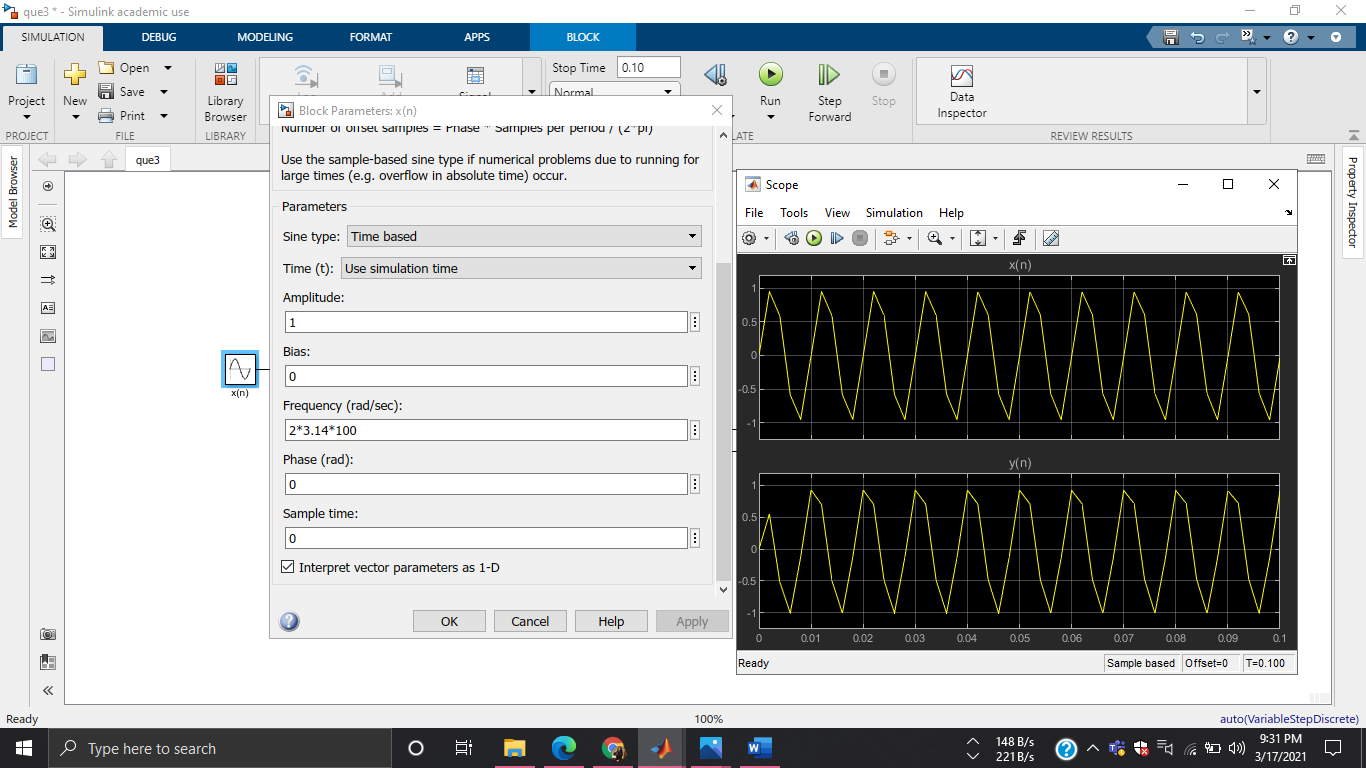 que3 * - Simulink academic use
SIMULATION DEBUG MODELING FORMAT APPS BLOCK
Open
Save
Print
Project New Library Browser
Stop Time 0.10
Normal
Run Step Forward Stop Data Inspector
PROJECT FILE LIBRARY REVIEW RESULTS
Model Browser
que3
Property Inspector
x(n)
Block Parameters: x(n)
Number of offset samples = Phase * Samples per period / (2*pi)
Use the sample-based sine type if numerical problems due to running for
large times (e.g. overflow in absolute time) occur.
Parameters
Sine type: Time based
Time (t): Use simulation time
Amplitude:
1
Bias:
0
Frequency (rad/sec):
2*3.14*100
Phase (rad):
0
Sample time:
0
Interpret vector parameters as 1-D
OK Cancel Help Apply
Scope
File Tools View Simulation Help
x(n)
1
0.5
0
-0.5
-1
y(n)
1
0.5
0
-0.5
-1
0 0.01 0.02 0.03 0.04 0.05 0.06 0.07 0.08 0.09 0.1
Ready Sample based Offset=0 T=0.100
Ready 100% auto(VariableStepDiscrete)
Type here to search
148 B/s
221 B/s
9:31 PM
3/17/2021